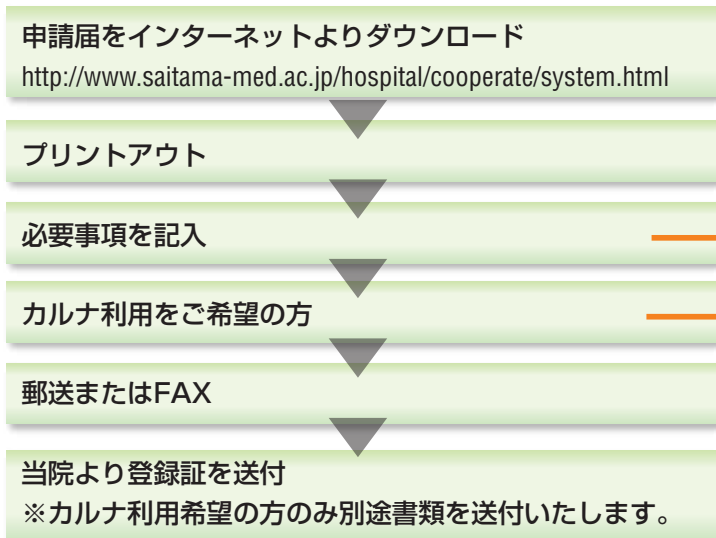 申請届をインターネットよりダウンロード
http://www.saitama-med.ac.jp/hospital/cooperate/system.html
プリントアウト
必要事項を記入
カルナ利用をご希望の方
郵送またはFAX
当院より登録証を送付
※カルナ利用希望の方のみ別途書類を送付いたします。